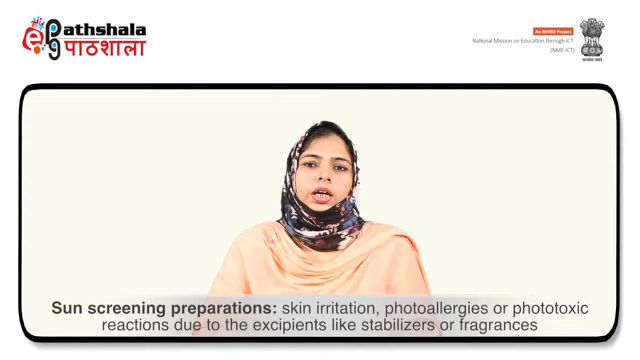 Pathshala
पाठशाला
An MHRD Project
National Mission on Education through ICT
(NME-ICT)
Sun screening preparations: skin irritation, photoallergies or phototoxic
reactions due to the excipients like stabilizers or fragrances